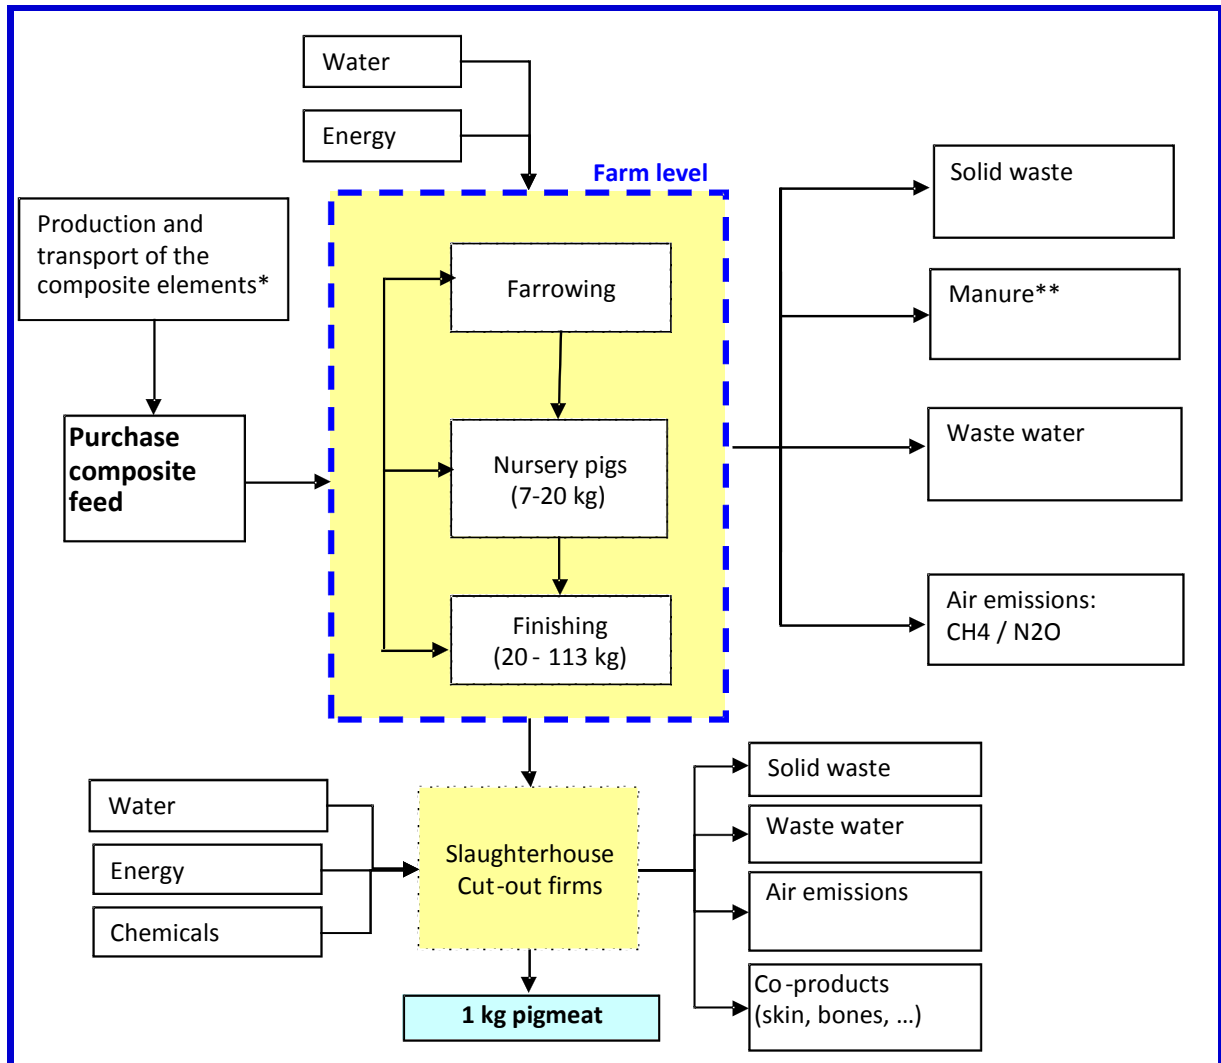 Water
Energy
Farm level
Solid waste
Production and
transport of the
composite elements*
Farrowing
Manure**
Purchase
composite
feed
Nursery pigs
(7-20 kg)
Waste water
Finishing
(20 - 113 kg)
Air emissions:
CH4 / N2O
Water
Energy
Chemicals
Slaughterhouse
Cut-out firms
Solid waste
Waste water
Air emissions
Co-products
(skin, bones, ...)
1 kg pigmeat